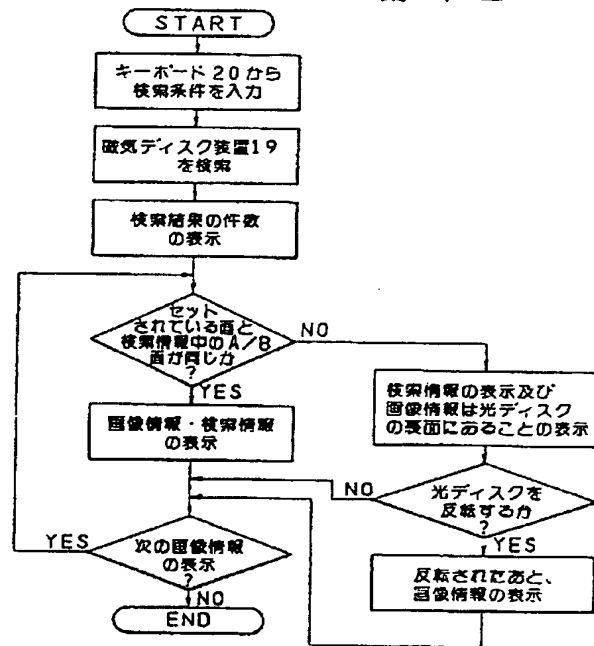 START
キーボード20から
検索条件を入力
磁気ディスク装置19
を検索
検索結果の件数
の表示
セット
されている面と
検索情報中のA/B
面が同じか
?
NO
YES
画像情報・検索情報
の表示
検索情報の表示及び
画像情報は光ディスク
の裏面にあることの表示
光ディスクを
反転するか
?
NO
YES
反転されたあと、
画像情報の表示
次の画像情報
の表示
?
YES
NO
END